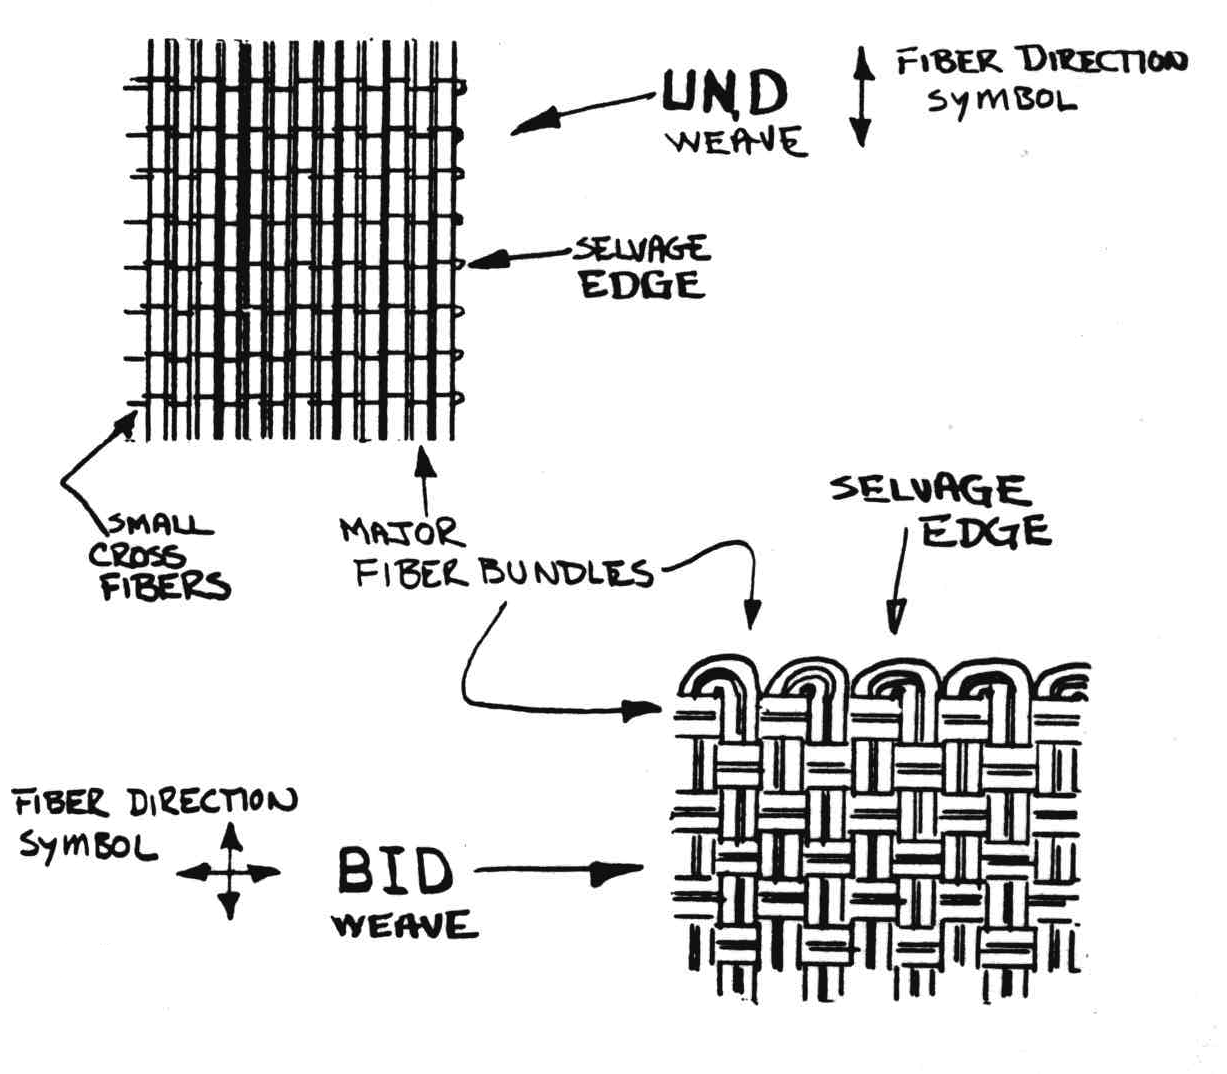 UND
WEAVE
FIBER DIRECTION
SYMBOL
SELVAGE
EDGE
SMALL
CROSS
FIBERS
MAJOR
FIBER BUNDLES
SELVAGE
EDGE
FIBER DIRECTION
SYMBOL
BID
WEAVE